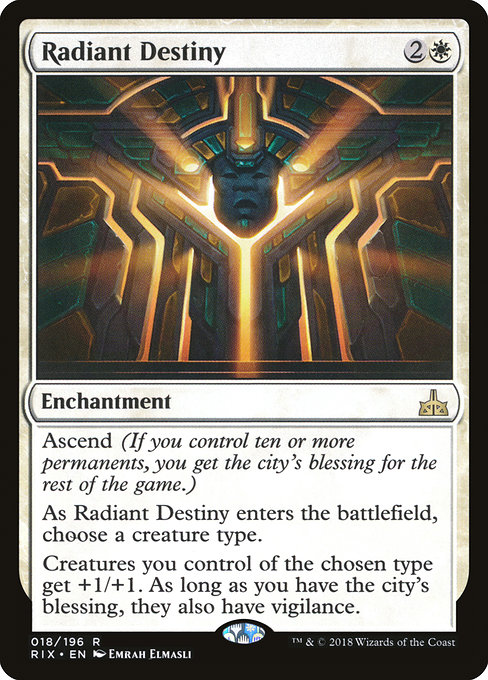 Radiant Destiny 2
Enchantment
Ascend (If you control ten or more
permanents, you get the city's blessing for the
rest of the game.)
As Radiant Destiny enters the battlefield,
choose a creature type.
Creatures you control of the chosen type
get +1/+1. As long as you have the city's
blessing, they also have vigilance.
018/196 R
RIX • EN Emrah Elmasli
™ & © 2018 Wizards of the Coast